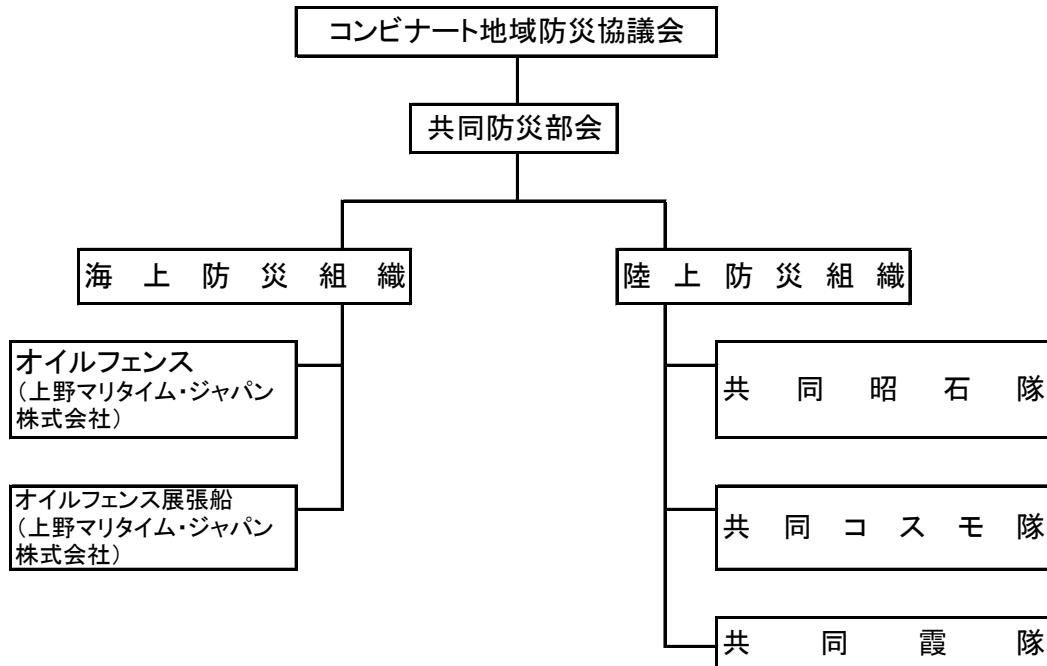 コンビナート地域防災協議会
共同防災部会
海上防災組織
陸上防災組織
オイルフェンス
（上野マリタイム・ジャパン
株式会社）
共同昭石隊
オイルフェンス展張船
（上野マリタイム・ジャパン
株式会社）
共同コスモ隊
共同霞隊